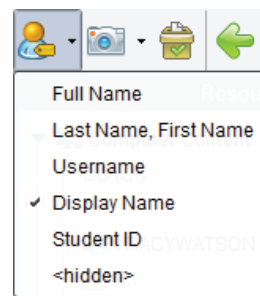 Full Name
Last Name, First Name
Username
Display Name
Student ID
<hidden>